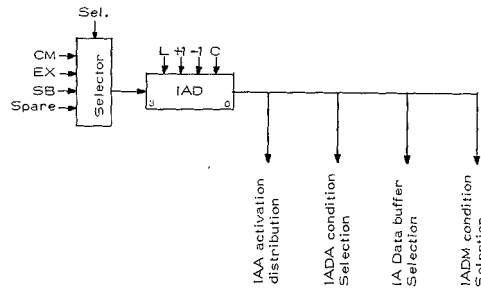 Sel.
CM
EX
SB
Spare
Selector
L +1 -1 C
IAD
3 0
IAA activation
distribution
IADA condition
Selection
IA Data buffer
Selection
IADM condition
Selection